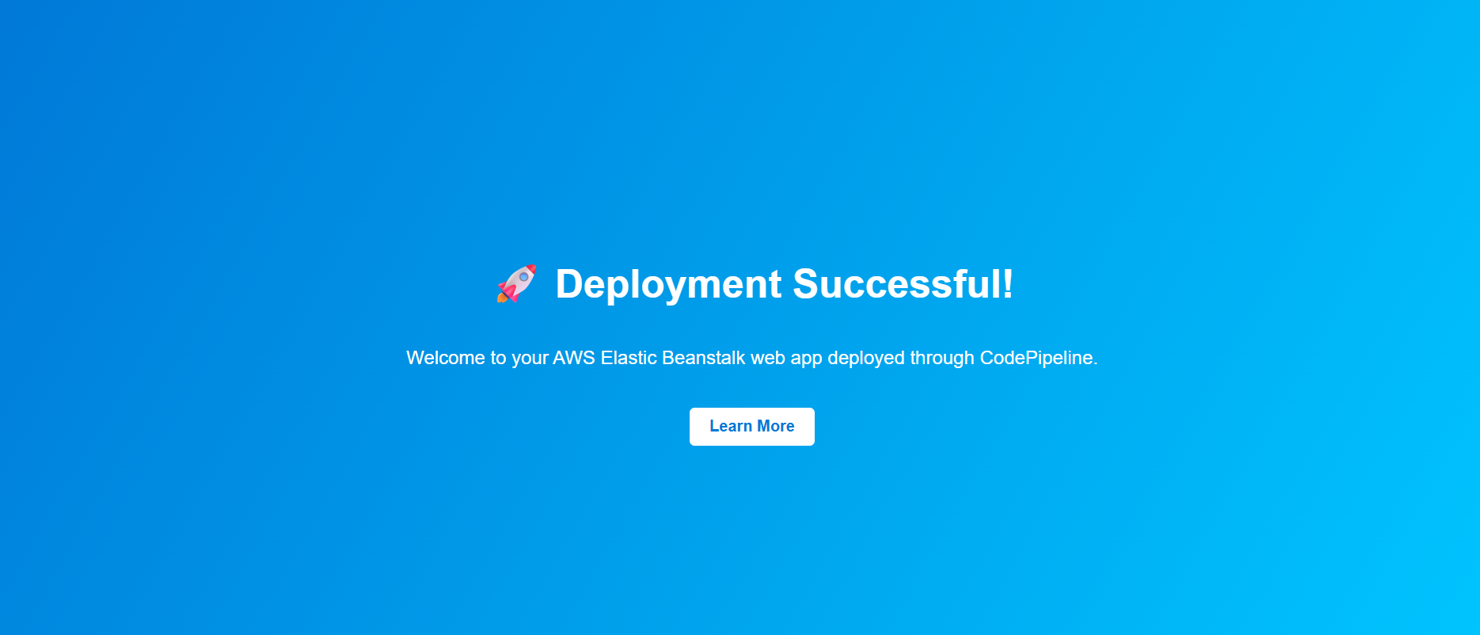 🚀 Deployment Successful!
Welcome to your AWS Elastic Beanstalk web app deployed through CodePipeline.
Learn More